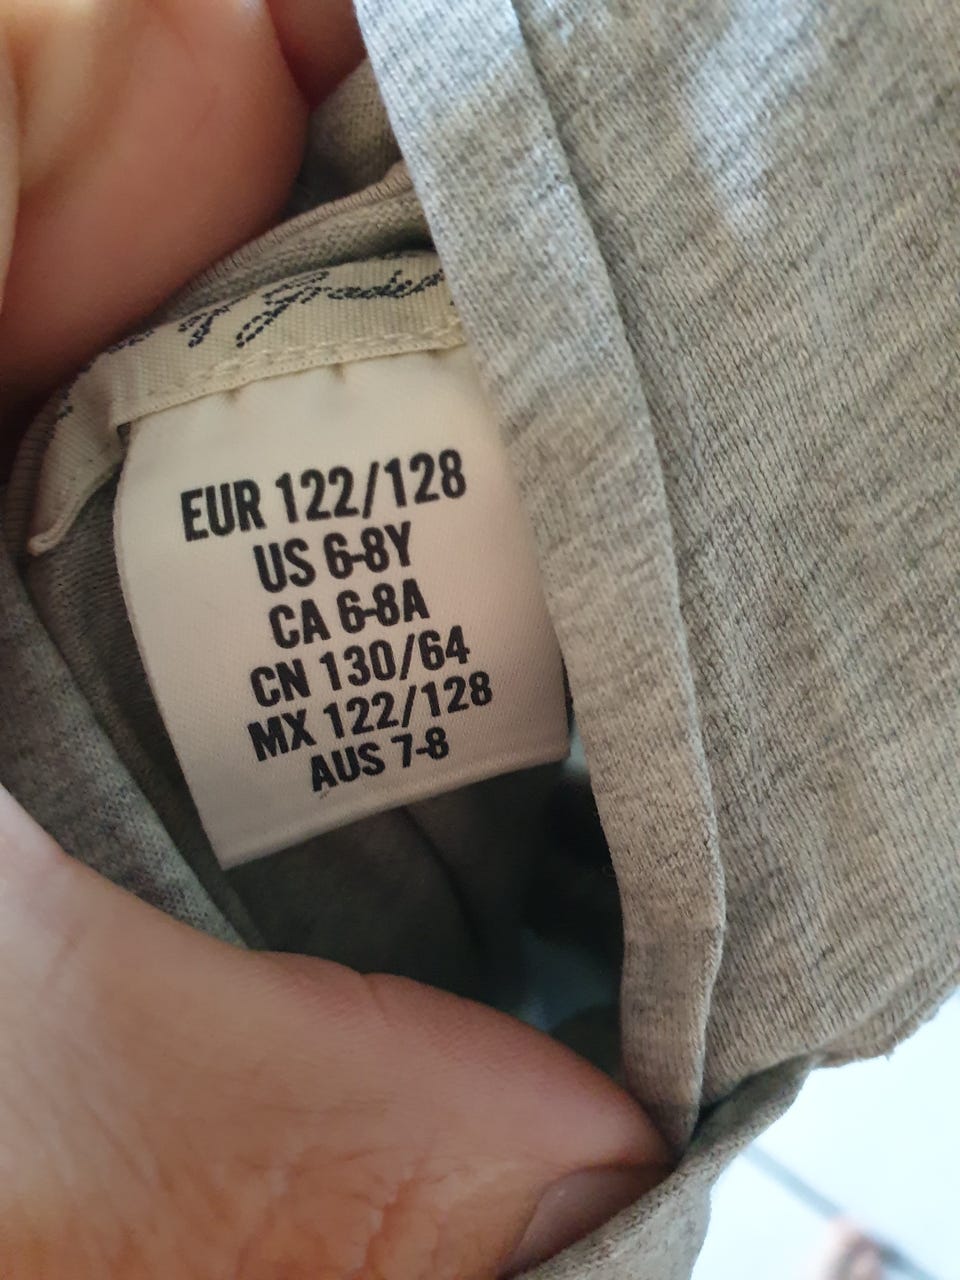 EUR 122/128
US 6-8Y
CA 6-8A
CN 130/64
MX 122/128
AUS 7-8